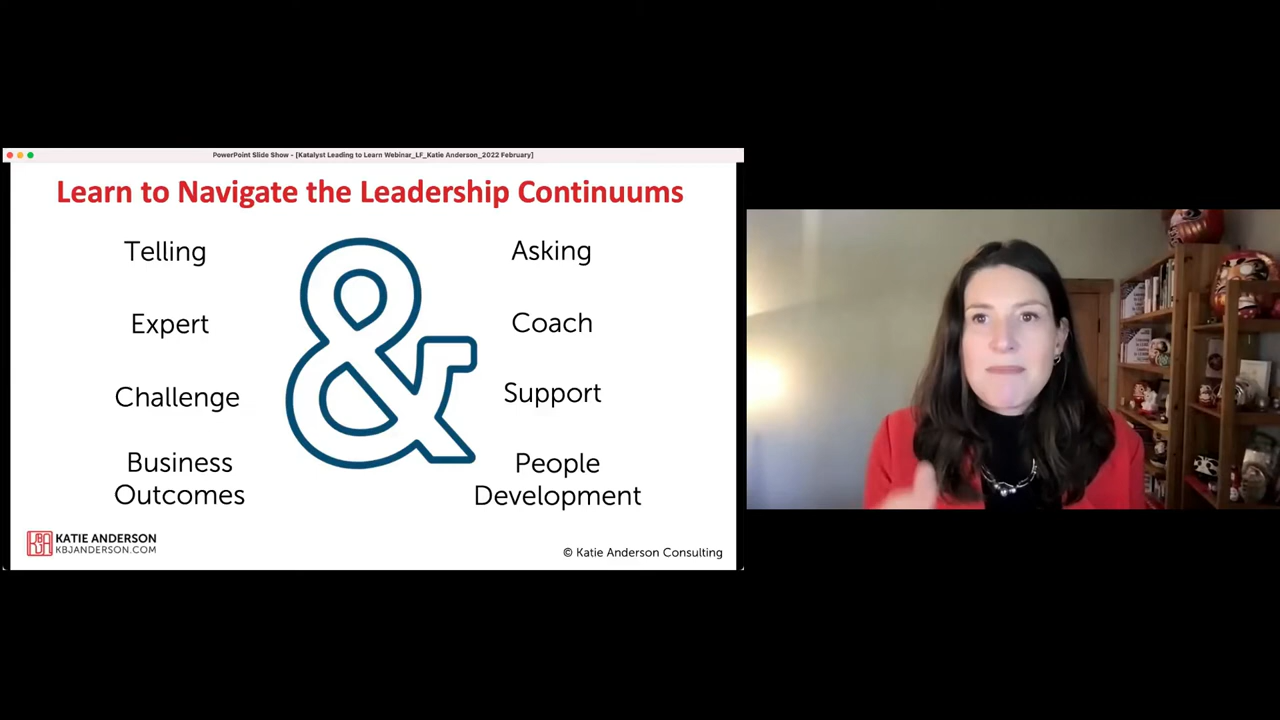 PowerPoint Slide Show - [Katalyst Leading to Learn Webinar_LF_Katie Anderson_2022 February]
Learn to Navigate the Leadership Continuums
Telling
&
Asking
Expert
Coach
Challenge
Support
Business
Outcomes
People
Development
KATIE ANDERSON
KBJANDERSON.COM
© Katie Anderson Consulting